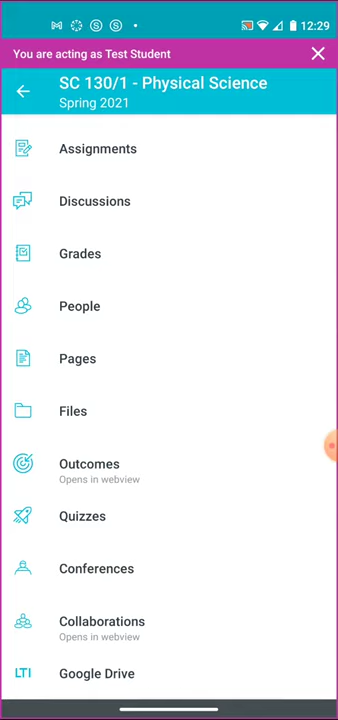 12:29
You are acting as Test Student
SC 130/1 - Physical Science
Spring 2021
Assignments
Discussions
Grades
People
Pages
Files
Outcomes
Opens in webview
Quizzes
Conferences
Collaborations
Opens in webview
LTI Google Drive